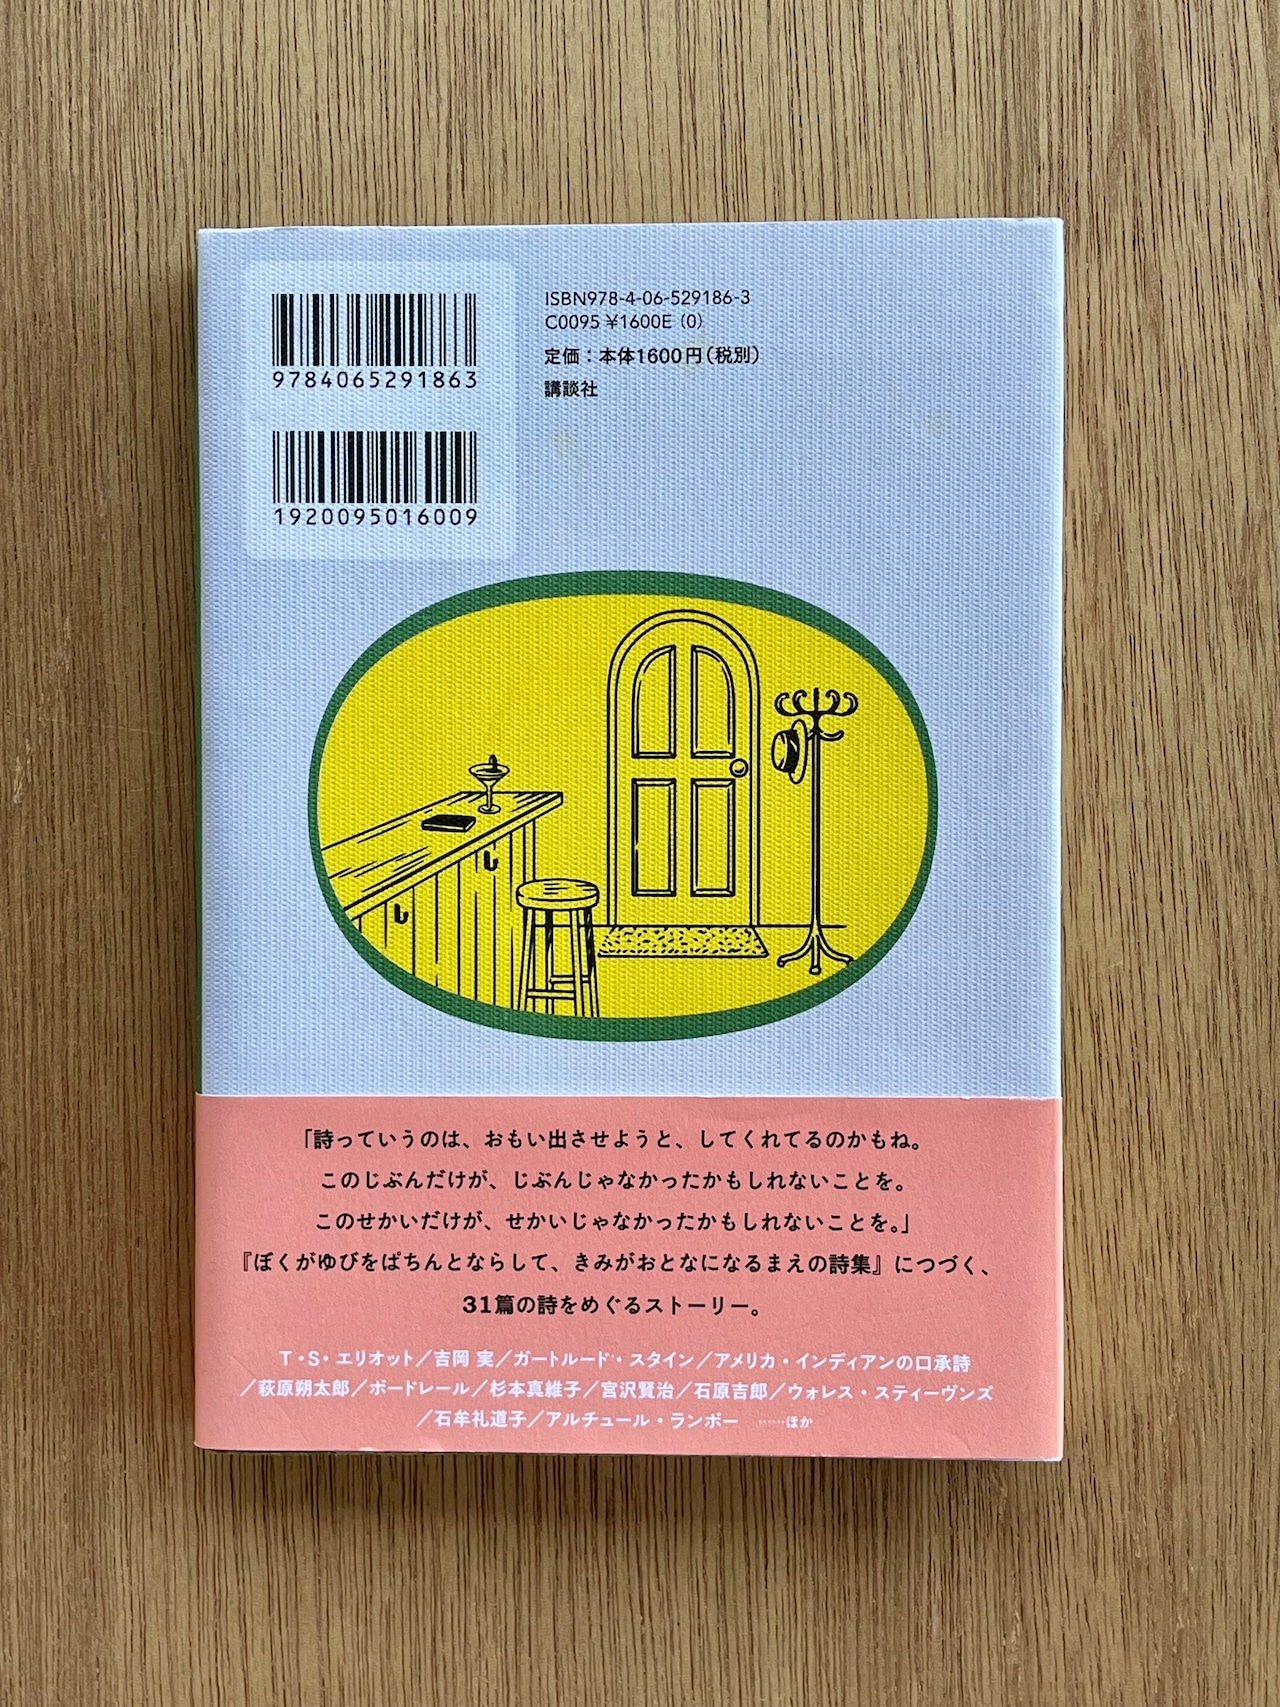 9784065291863
1920095016009
ISBN978-4-06-529186-3
C0095 ¥1600E (0)
定価：本体1600円（税別）
講談社
「詩っていうのは、おもい出させようと、してくれてるのかもね。
このじぶんだけが、じぶんじゃなかったかもしれないことを。
このせかいだけが、せかいじゃなかったかもしれないことを。」
『ぼくがゆびをぱちんとならして、きみがおとなになるまえの詩集』につづく、
31篇の詩をめぐるストーリー。
T・S・エリオット／吉岡 実／ガートルード・スタイン／アメリカ・インディアンの口承詩
／萩原朔太郎／ボードレール／杉本真維子／宮沢賢治／石原吉郎／ウォレス・スティーヴンズ
／石牟礼道子／アルチュール・ランボー ……ほか